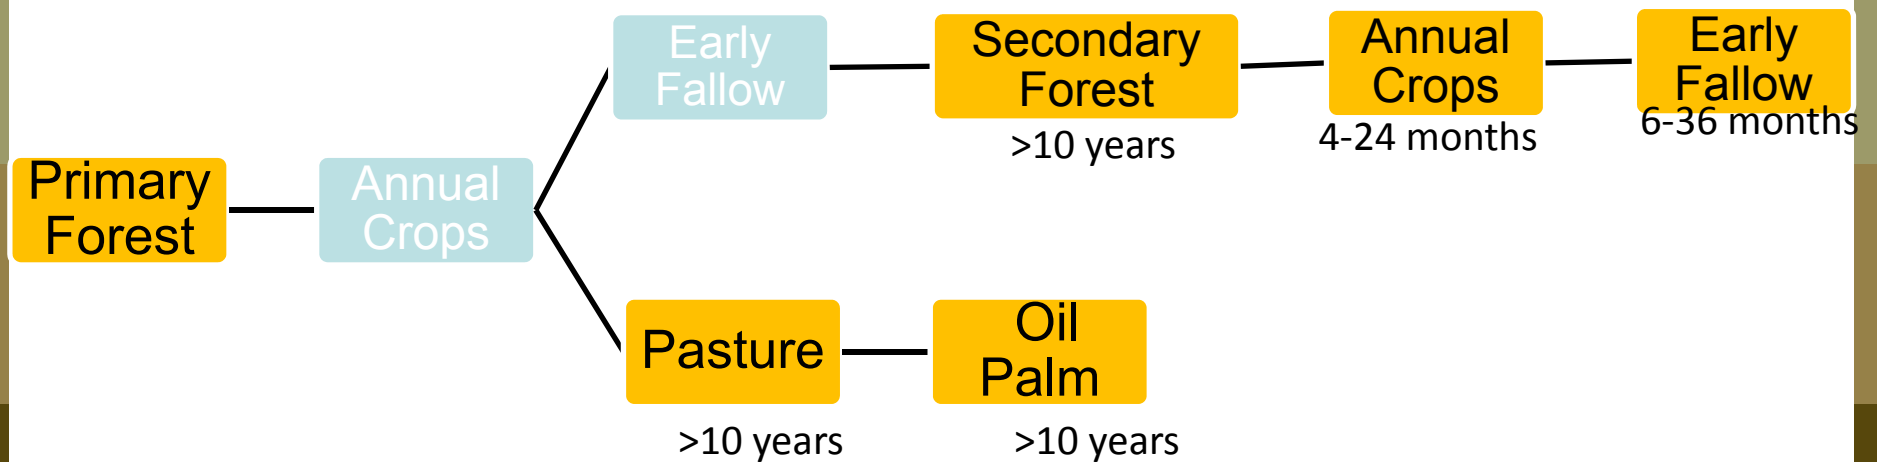 Primary
Forest
Annual
Crops
Early
Fallow
Secondary
Forest
>10 years
Annual
Crops
4-24 months
Early
Fallow
6-36 months
Pasture
>10 years
Oil
Palm
>10 years